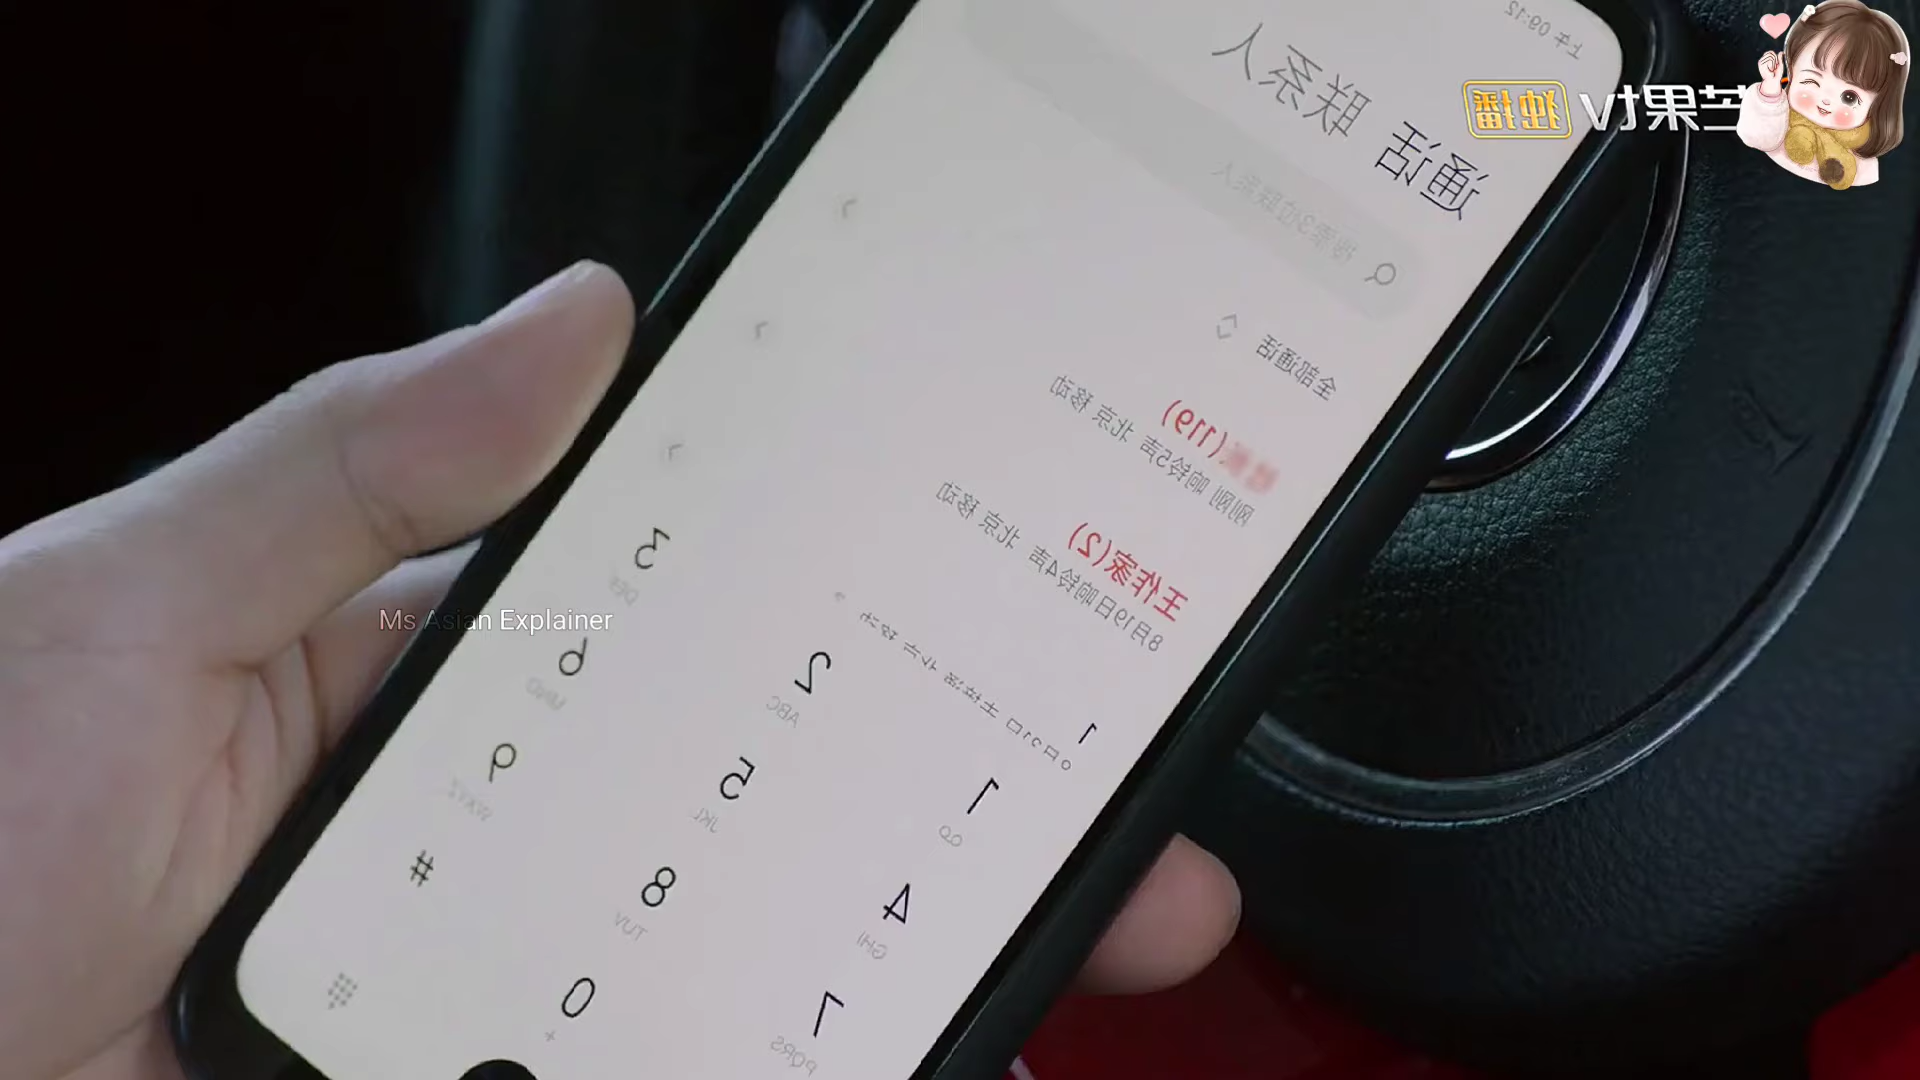 上午 09:12
芒果TV 独播
通话 联系人
搜索3位联系人
全部通话
(119)
刚刚 响铃5声 北京 移动
王作家(2)
8月19日响铃4声 北京 移动
1
1 2 ABC 3 DEF
4 GHI 5 JKL 6 MNO
7 PQRS 8 TUV 9 WXYZ
0 + #
Ms Asian Explainer